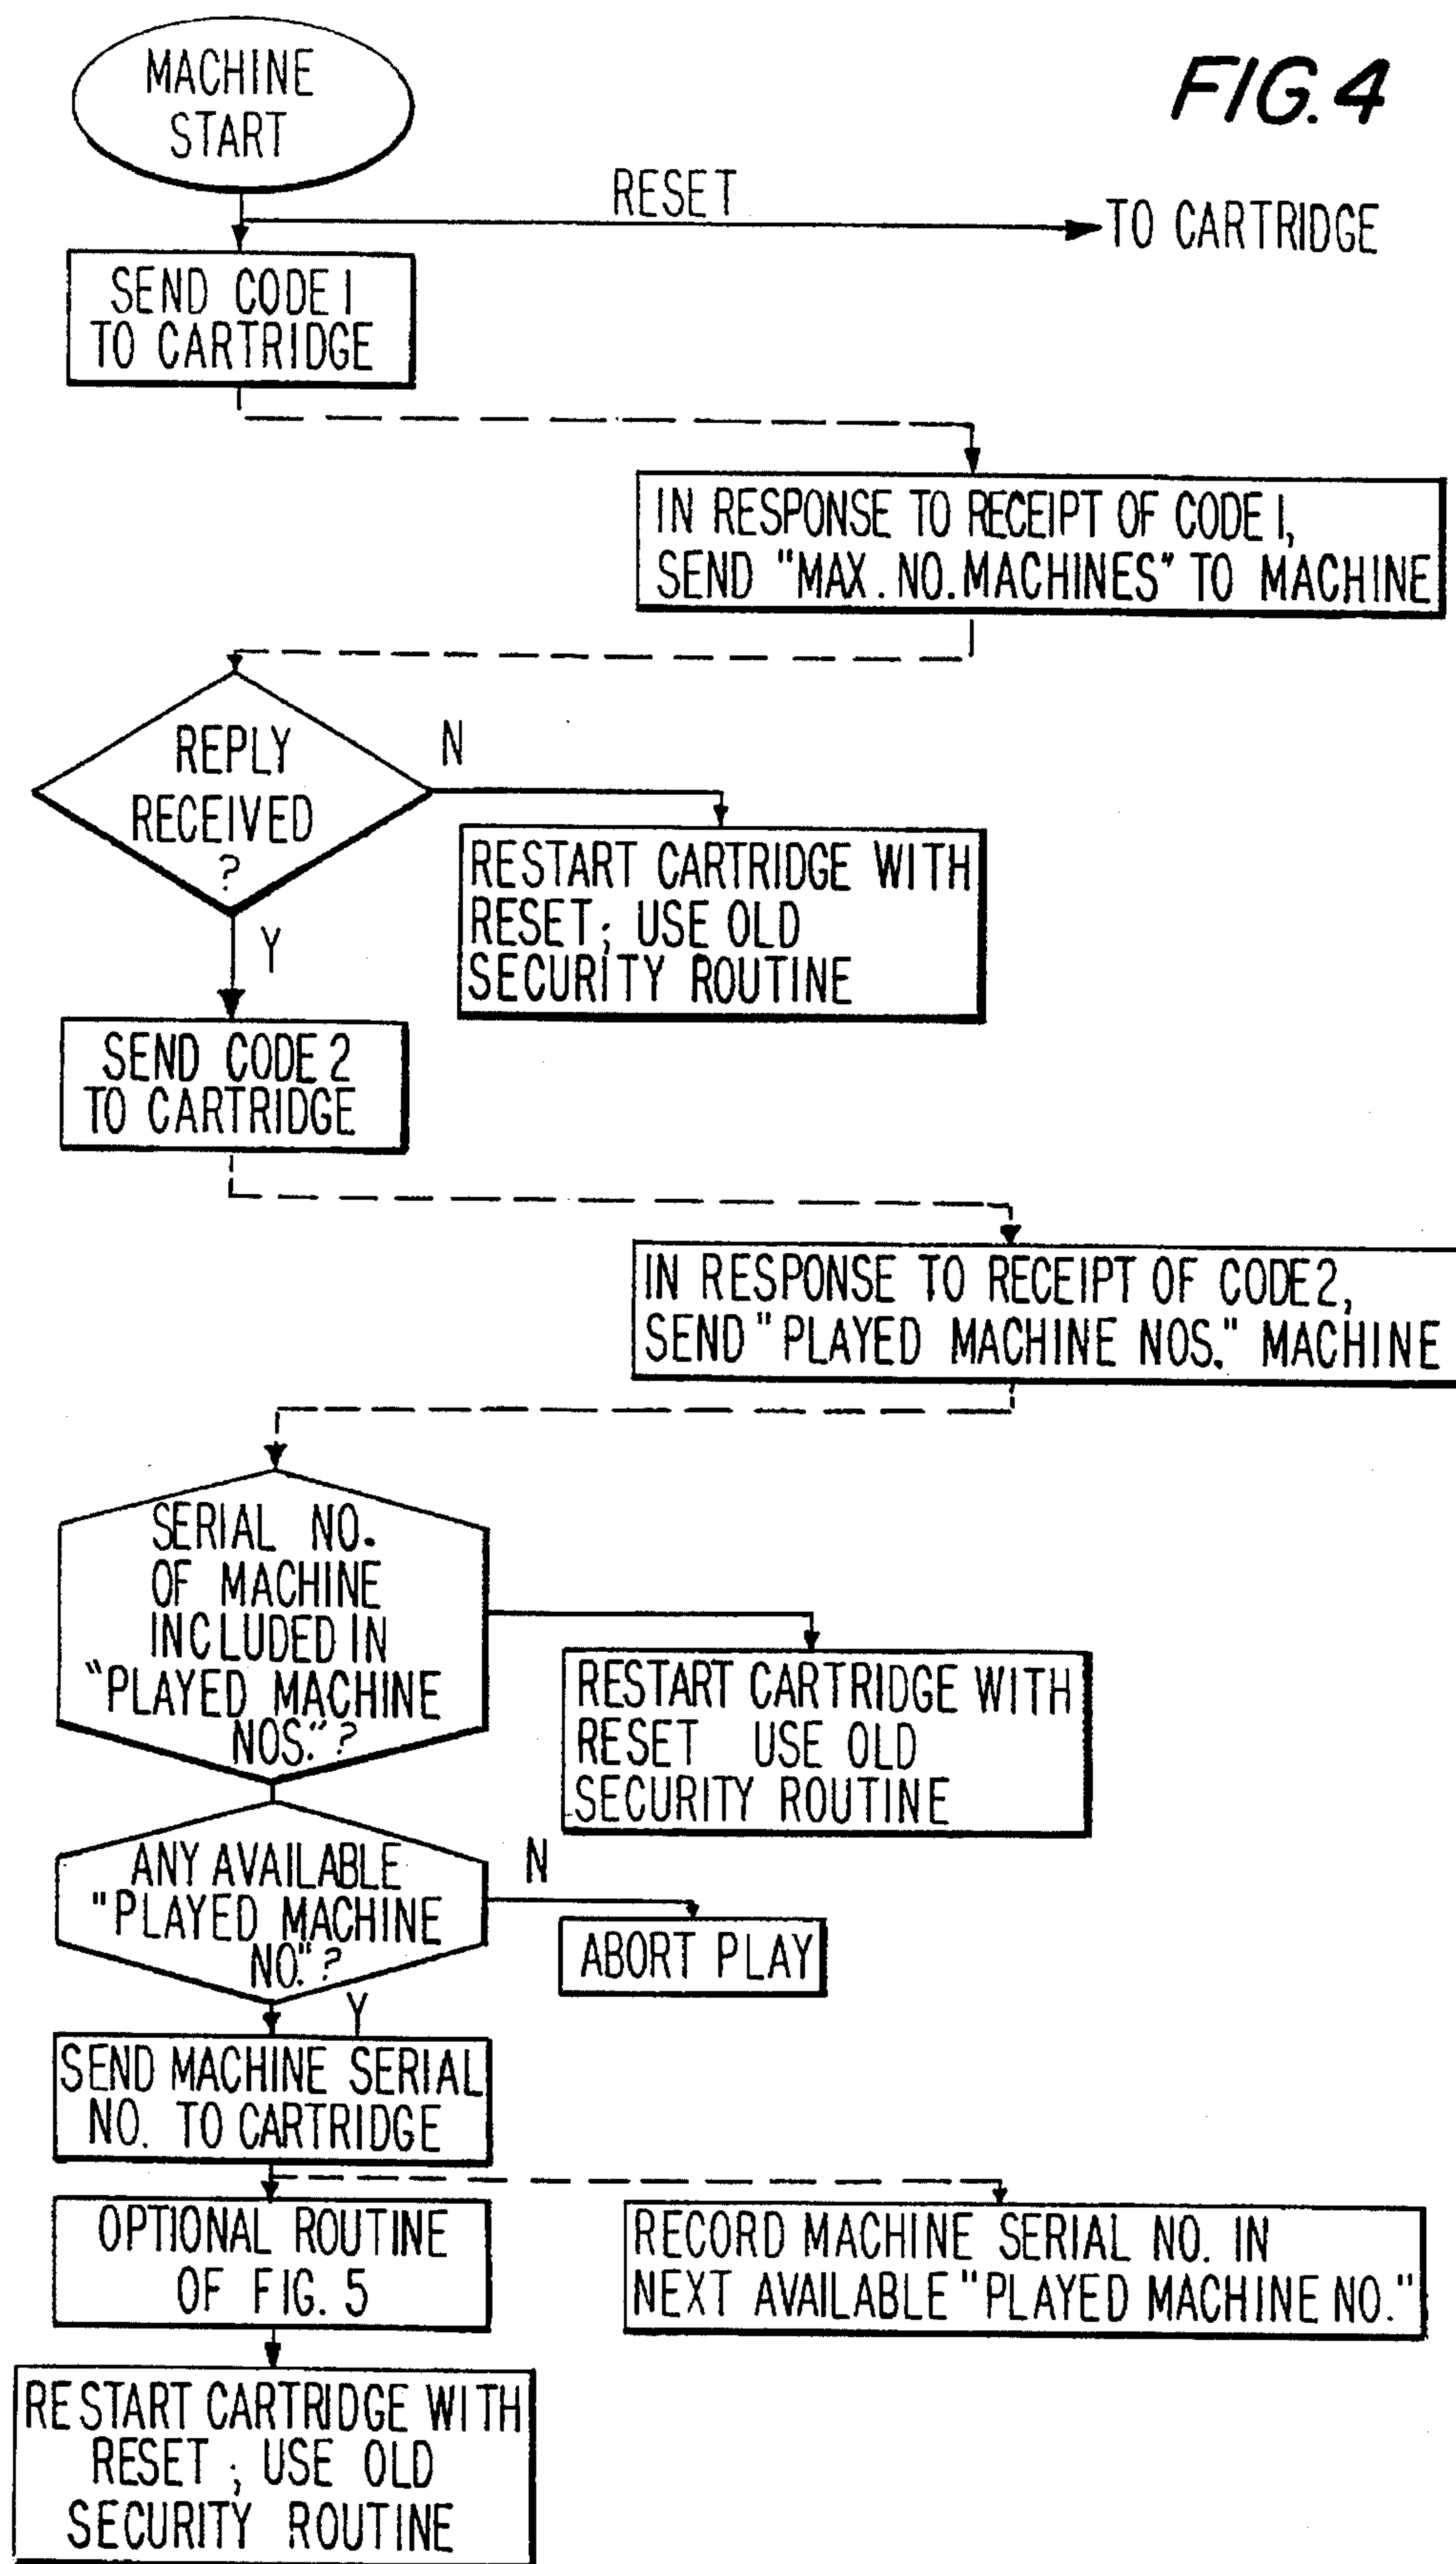 MACHINE
START
FIG. 4
RESET
TO CARTRIDGE
SEND CODE 1
TO CARTRIDGE
IN RESPONSE TO RECEIPT OF CODE 1,
SEND "MAX. NO. MACHINES" TO MACHINE
REPLY
RECEIVED
?
N
RESTART CARTRIDGE WITH
RESET; USE OLD
SECURITY ROUTINE
Y
SEND CODE 2
TO CARTRIDGE
IN RESPONSE TO RECEIPT OF CODE 2,
SEND "PLAYED MACHINE NOS." MACHINE
SERIAL NO.
OF MACHINE
INCLUDED IN
"PLAYED MACHINE
NOS."?
RESTART CARTRIDGE WITH
RESET USE OLD
SECURITY ROUTINE
ANY AVAILABLE
"PLAYED MACHINE
NO."?
N
ABORT PLAY
Y
SEND MACHINE SERIAL
NO. TO CARTRIDGE
OPTIONAL ROUTINE
OF FIG. 5
RECORD MACHINE SERIAL NO. IN
NEXT AVAILABLE "PLAYED MACHINE NO."
RESTART CARTRIDGE WITH
RESET; USE OLD
SECURITY ROUTINE